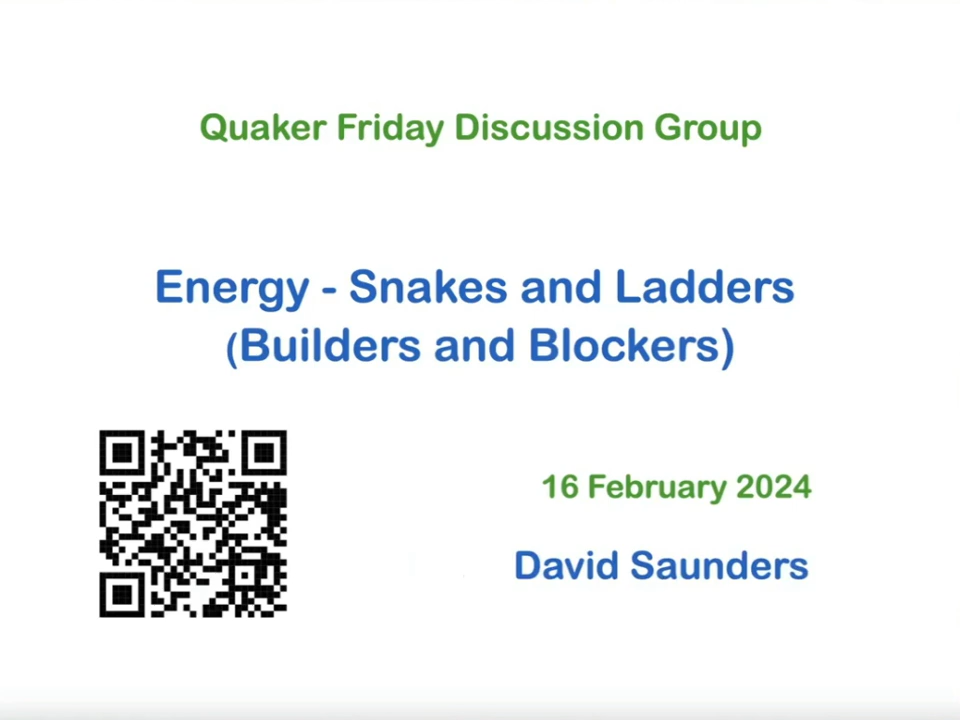 Quaker Friday Discussion Group
Energy - Snakes and Ladders
(Builders and Blockers)
16 February 2024
David Saunders